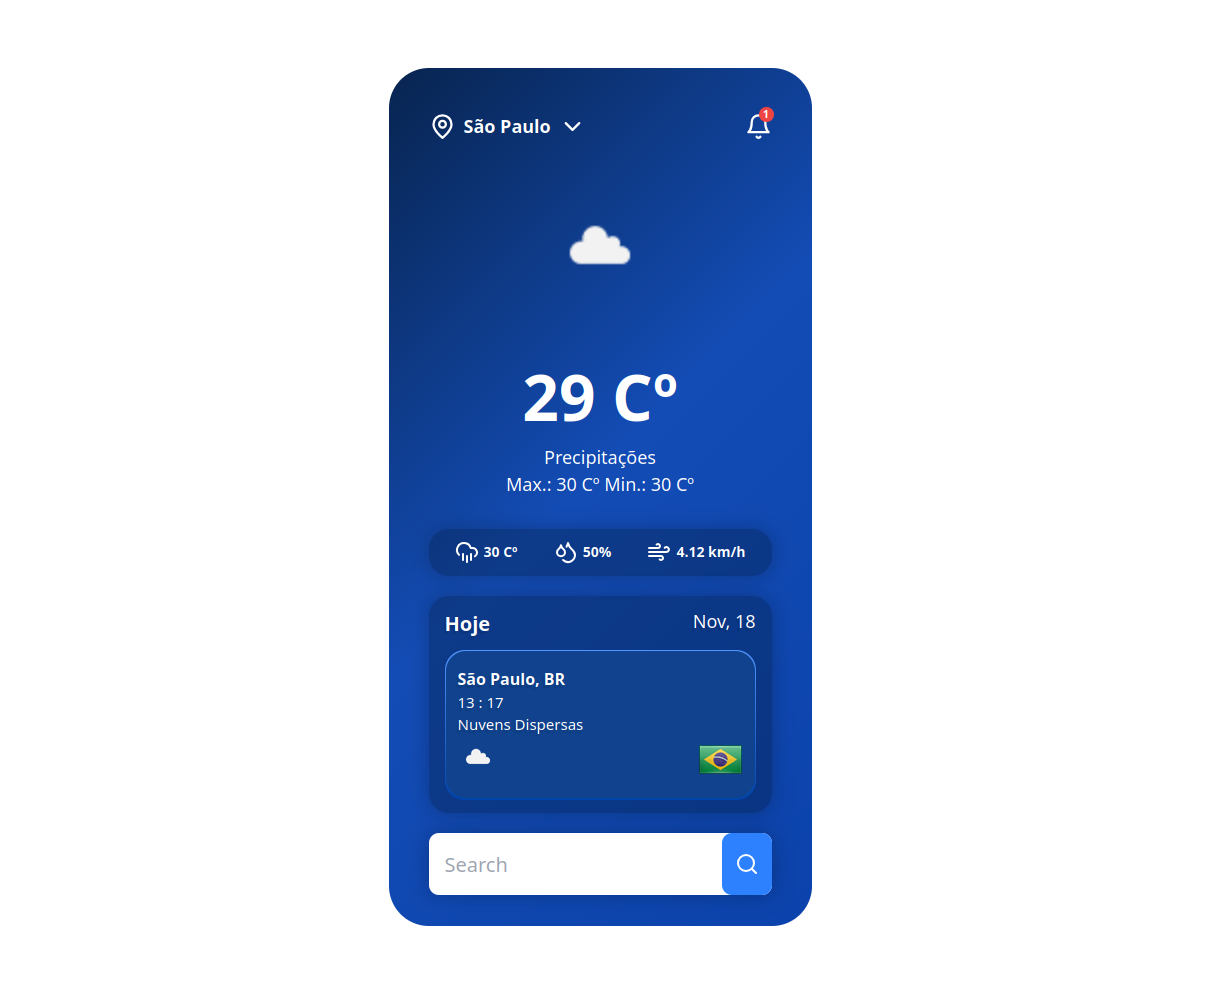 São Paulo
1
29 Cº
Precipitações
Max.: 30 Cº Min.: 30 Cº
30 Cº 50% 4.12 km/h
Hoje Nov, 18
São Paulo, BR
13 : 17
Nuvens Dispersas
Search